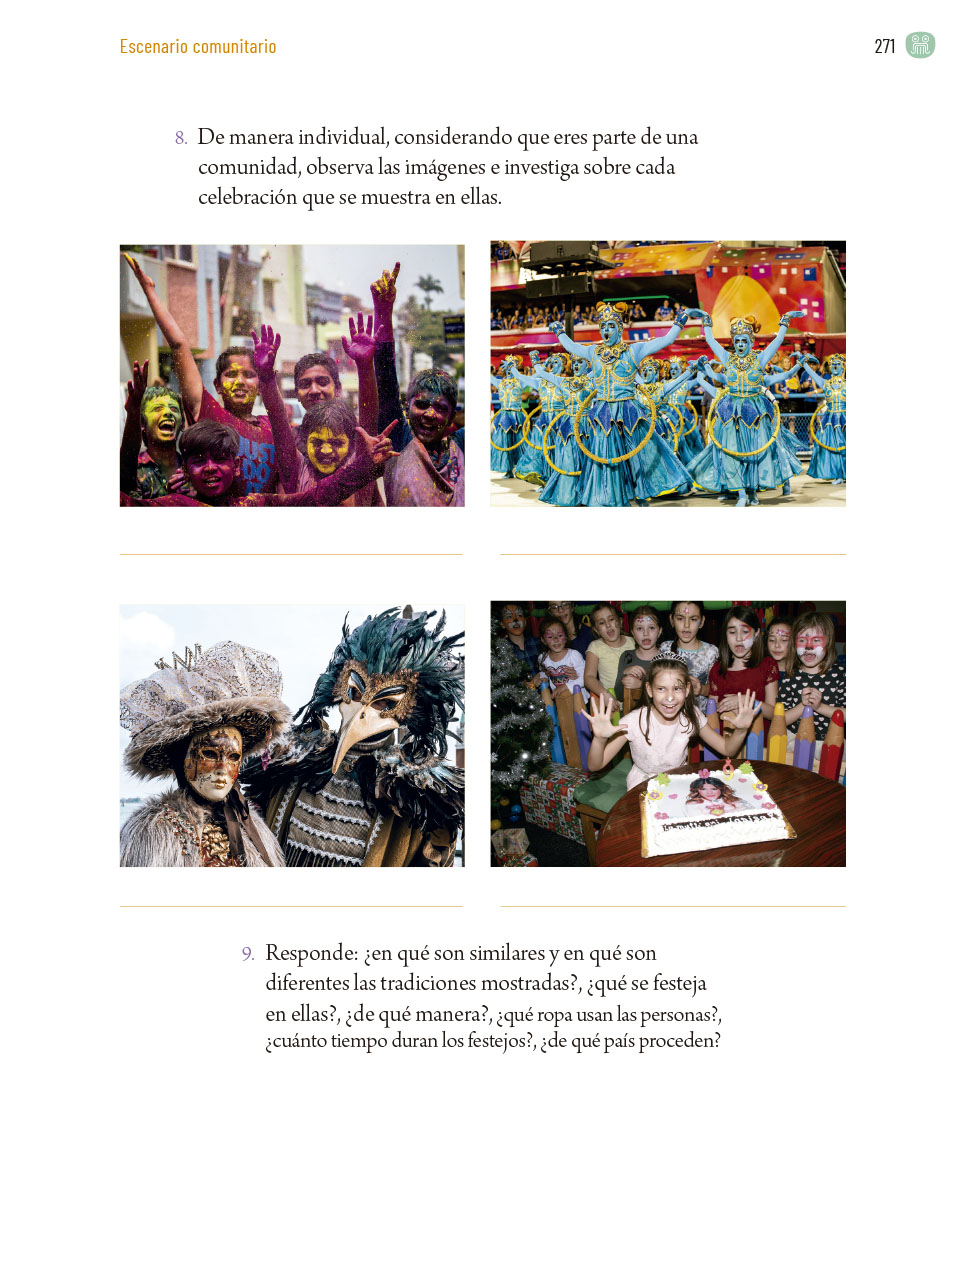 Escenario comunitario
271
8. De manera individual, considerando que eres parte de una
comunidad, observa las imágenes e investiga sobre cada
celebración que se muestra en ellas.
JUST
DO
9. Responde: ¿en qué son similares y en qué son
diferentes las tradiciones mostradas?, ¿qué se festeja
en ellas?, ¿de qué manera?, ¿qué ropa usan las personas?,
¿cuánto tiempo duran los festejos?, ¿de qué país proceden?